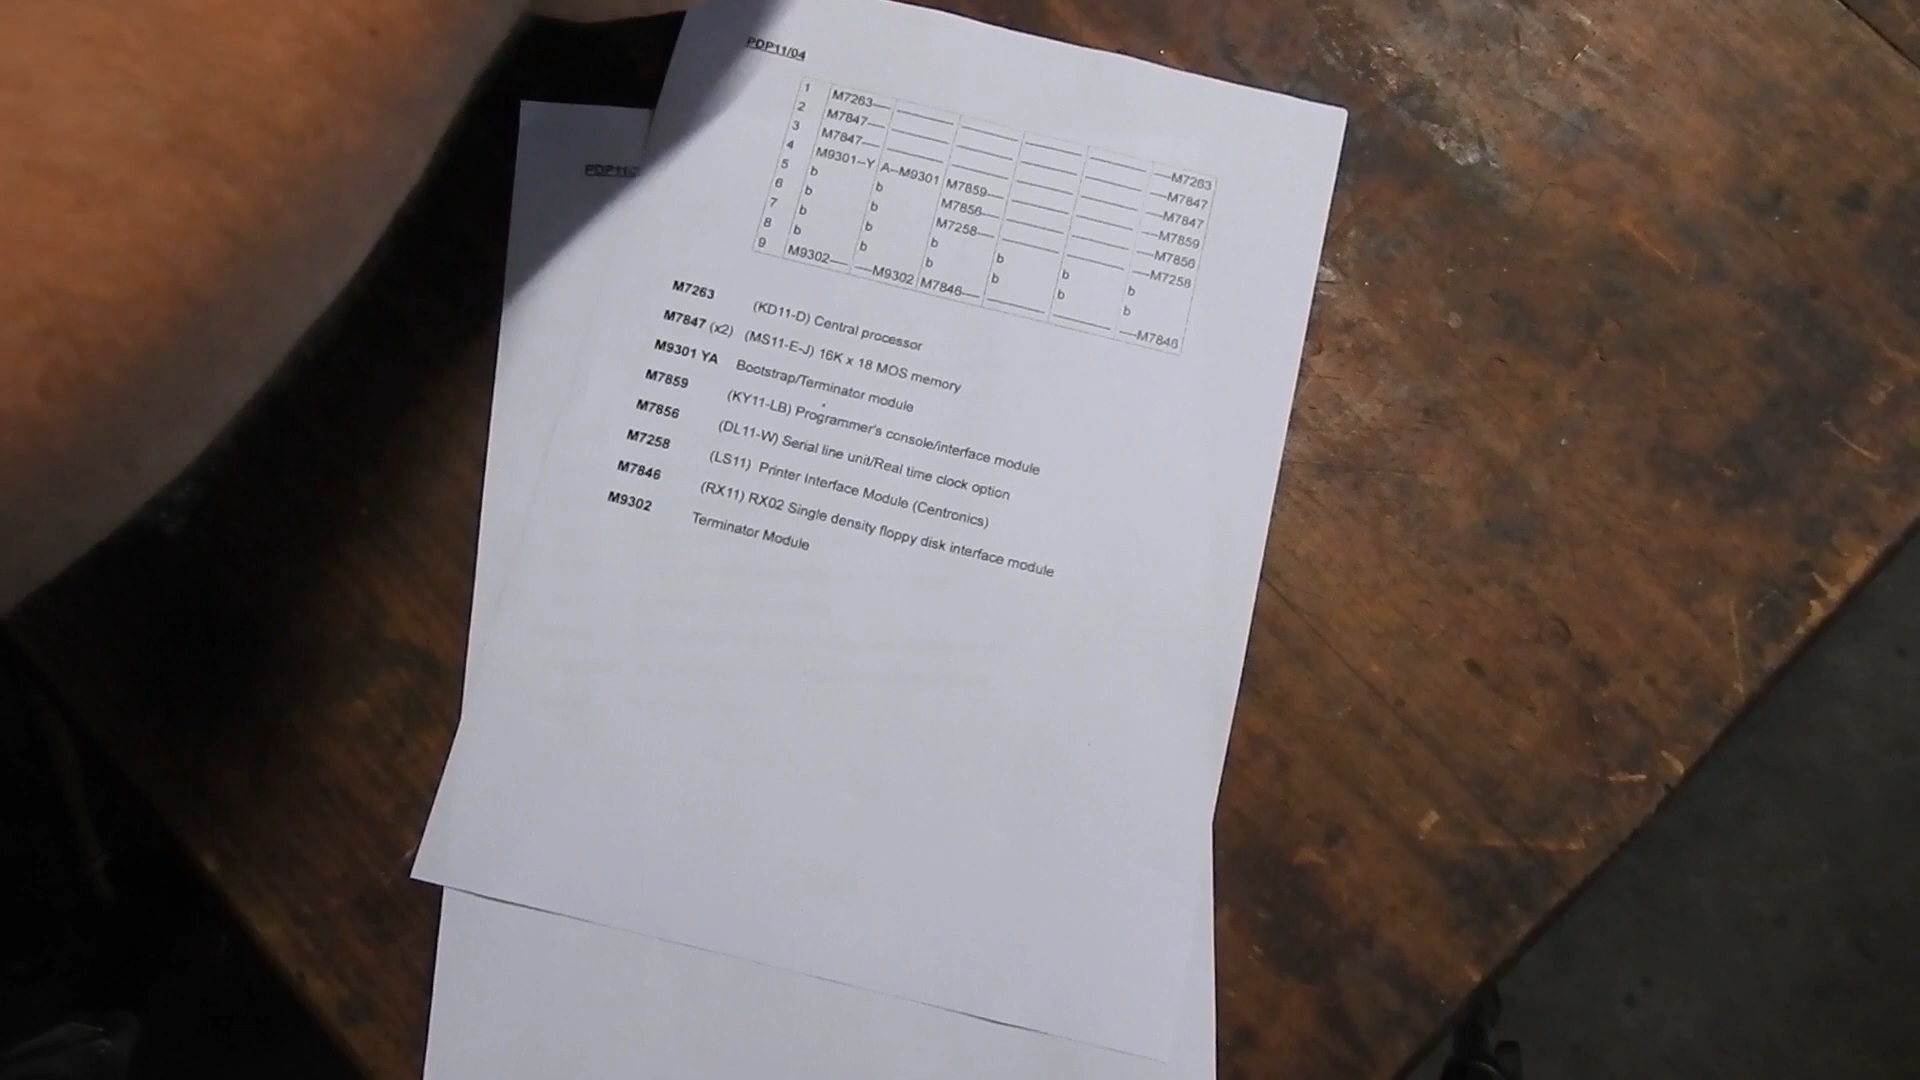 PDP11/04
1 M7263— — — — — —M7263
2 M7847— — — — — —M7847
3 M7847— — — — — —M7847
4 M9301--Y A--M9301 M7859— — — —M7859
5 b b M7856— — — —M7856
6 b b M7258— — — —M7258
7 b b b b b b
8 b b b b b b
9 M9302— —M9302 M7846— — — —M7846
M7263 (KD11-D) Central processor
M7847 (x2) (MS11-E-J) 16K x 18 MOS memory
M9301 YA Bootstrap/Terminator module
M7859 (KY11-LB) Programmer's console/interface module
M7856 (DL11-W) Serial line unit/Real time clock option
M7258 (LS11) Printer Interface Module (Centronics)
M7846 (RX11) RX02 Single density floppy disk interface module
M9302 Terminator Module